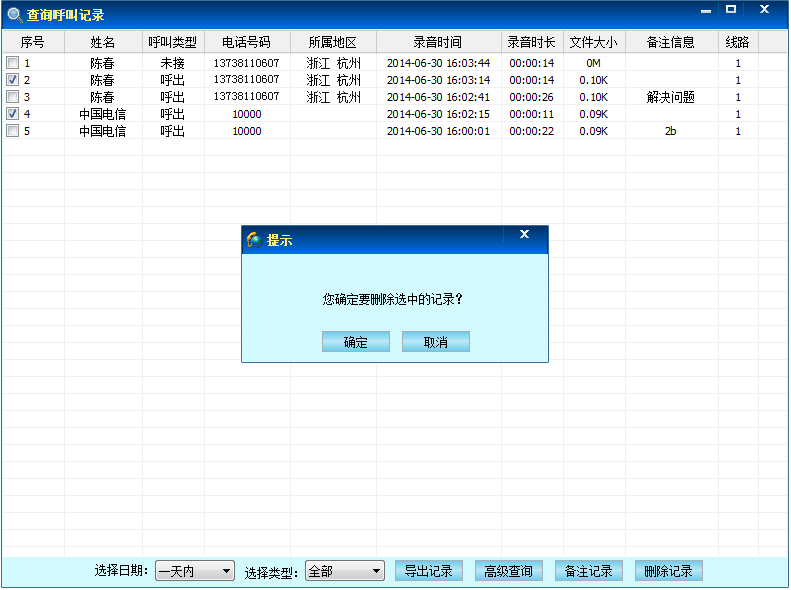 查询呼叫记录
序号 姓名 呼叫类型 电话号码 所属地区 录音时间 录音时长 文件大小 备注信息 线路
1 陈春 未接 13738110607 浙江 杭州 2014-06-30 16:03:44 00:00:14 0M 1
2 陈春 呼出 13738110607 浙江 杭州 2014-06-30 16:03:14 00:00:14 0.10K 1
3 陈春 呼出 13738110607 浙江 杭州 2014-06-30 16:02:41 00:00:26 0.10K 解决问题 1
4 中国电信 呼出 10000 2014-06-30 16:02:15 00:00:11 0.09K 1
5 中国电信 呼出 10000 2014-06-30 16:00:01 00:00:22 0.09K 2b 1
提示
您确定要删除选中的记录?
确定 取消
选择日期: 一天内 选择类型: 全部 导出记录 高级查询 备注记录 删除记录